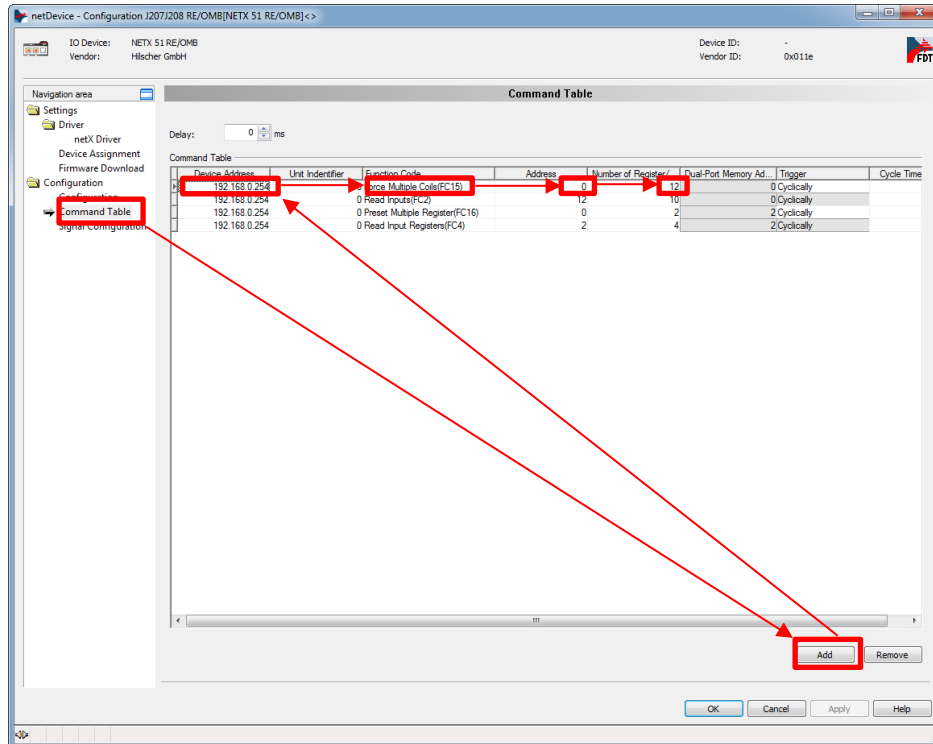 netDevice - Configuration J207J208 RE/OMB[NETX 51 RE/OMB]<>
IO Device: NETX 51 RE/OMB Device ID: -
Vendor: Hilscher GmbH Vendor ID: 0x011e
FDT
Navigation area
Command Table
Settings
Driver
netX Driver
Device Assignment
Firmware Download
Configuration
Configuration
Command Table
Signal Configuration
Delay: 0 ms
Command Table
Device Address Unit Indentifier Function Code Address Number of Register/... Dual-Port Memory Ad... Trigger Cycle Time
192.168.0.254 0 Force Multiple Coils(FC15) 0 12 0 Cyclically
192.168.0.254 0 Read Inputs(FC2) 12 10 0 Cyclically
192.168.0.254 0 Preset Multiple Register(FC16) 0 2 2 Cyclically
192.168.0.254 0 Read Input Registers(FC4) 2 4 2 Cyclically
Add Remove
OK Cancel Apply Help